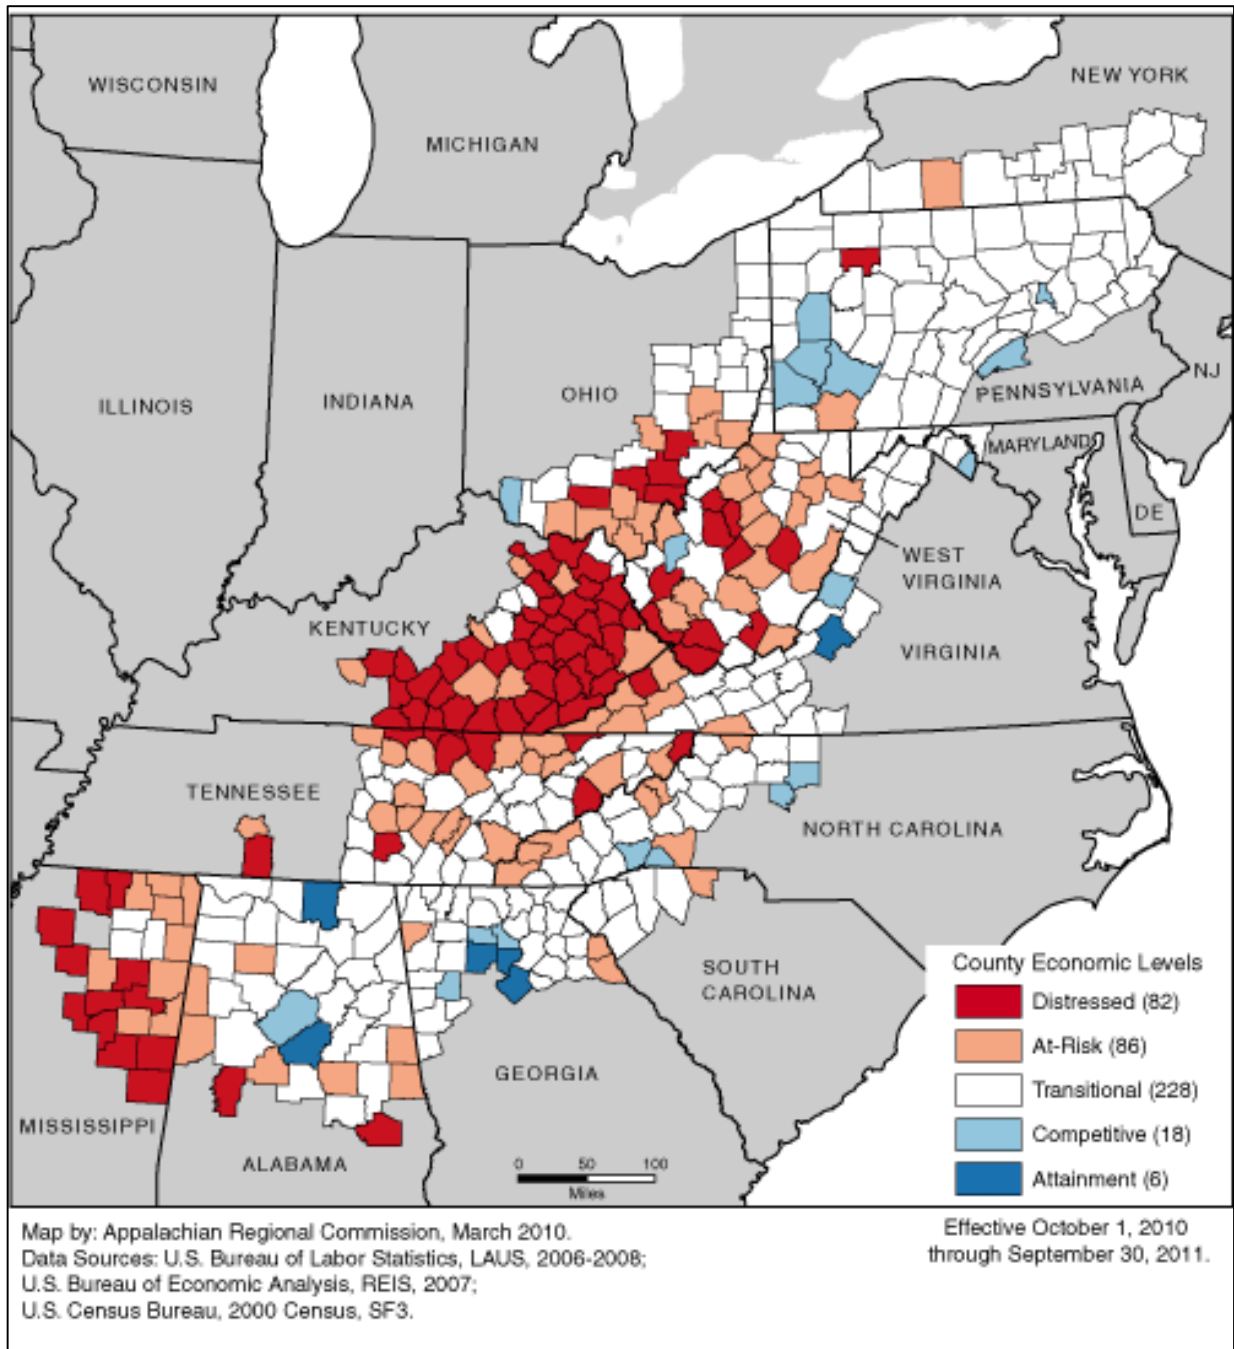 WISCONSIN
MICHIGAN
NEW YORK
ILLINOIS
INDIANA
OHIO
PENNSYLVANIA
NJ
MARYLAND
DE
WEST
VIRGINIA
KENTUCKY
VIRGINIA
TENNESSEE
NORTH CAROLINA
SOUTH
CAROLINA
GEORGIA
MISSISSIPPI
ALABAMA
0 50 100
Miles
County Economic Levels
Distressed (82)
At-Risk (86)
Transitional (228)
Competitive (18)
Attainment (6)
Map by: Appalachian Regional Commission, March 2010.
Data Sources: U.S. Bureau of Labor Statistics, LAUS, 2006-2008;
U.S. Bureau of Economic Analysis, REIS, 2007;
U.S. Census Bureau, 2000 Census, SF3.
Effective October 1, 2010
through September 30, 2011.